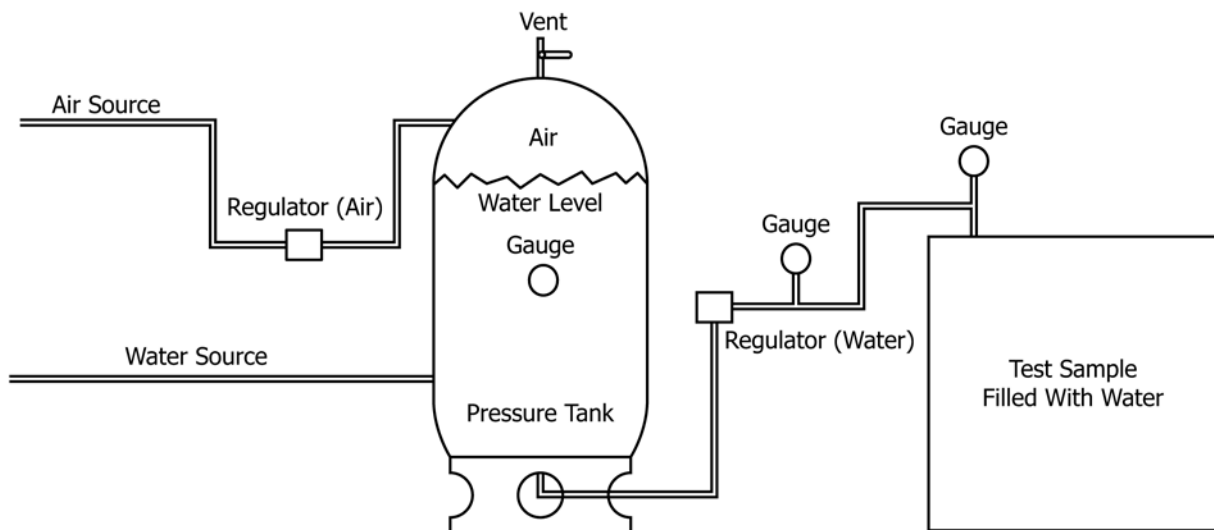 Vent
Air Source
Air
Gauge
Regulator (Air)
Water Level
Gauge
Gauge
Water Source
Regulator (Water)
Pressure Tank
Test Sample
Filled With Water